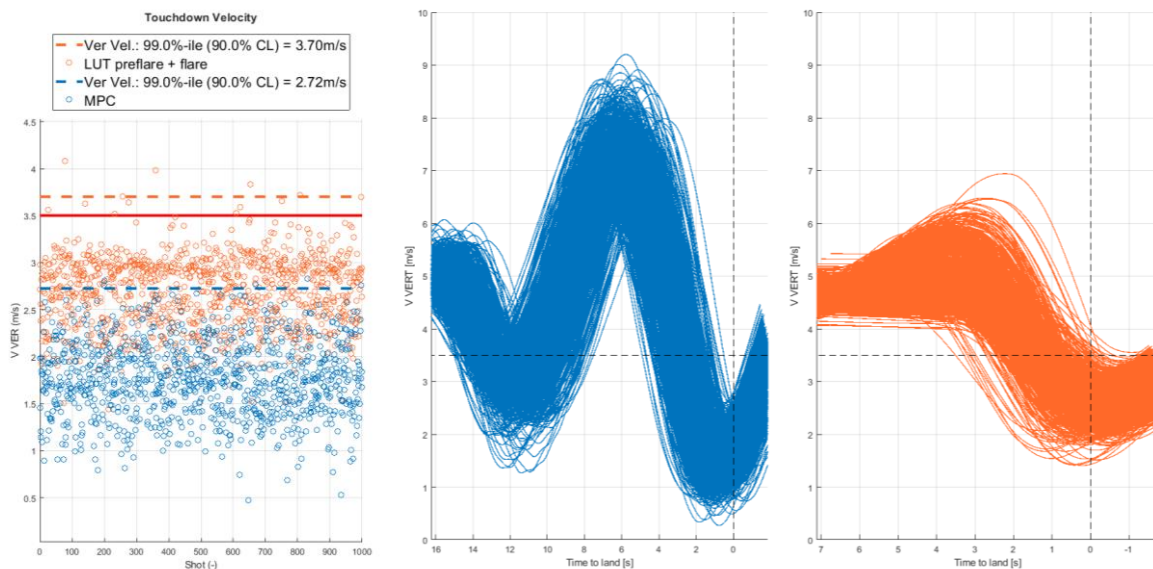 Touchdown Velocity
Ver Vel.: 99.0%-ile (90.0% CL) = 3.70m/s
LUT preflare + flare
Ver Vel.: 99.0%-ile (90.0% CL) = 2.72m/s
MPC
V VER (m/s)
4.5
4
3.5
3
2.5
2
1.5
1
0.5
0 100 200 300 400 500 600 700 800 900 1000
Shot (-)
V VERT [m/s]
10
9
8
7
6
5
4
3
2
1
0
16 14 12 10 8 6 4 2 0
Time to land [s]
V VERT [m/s]
10
9
8
7
6
5
4
3
2
1
0
7 6 5 4 3 2 1 0 -1
Time to land [s]